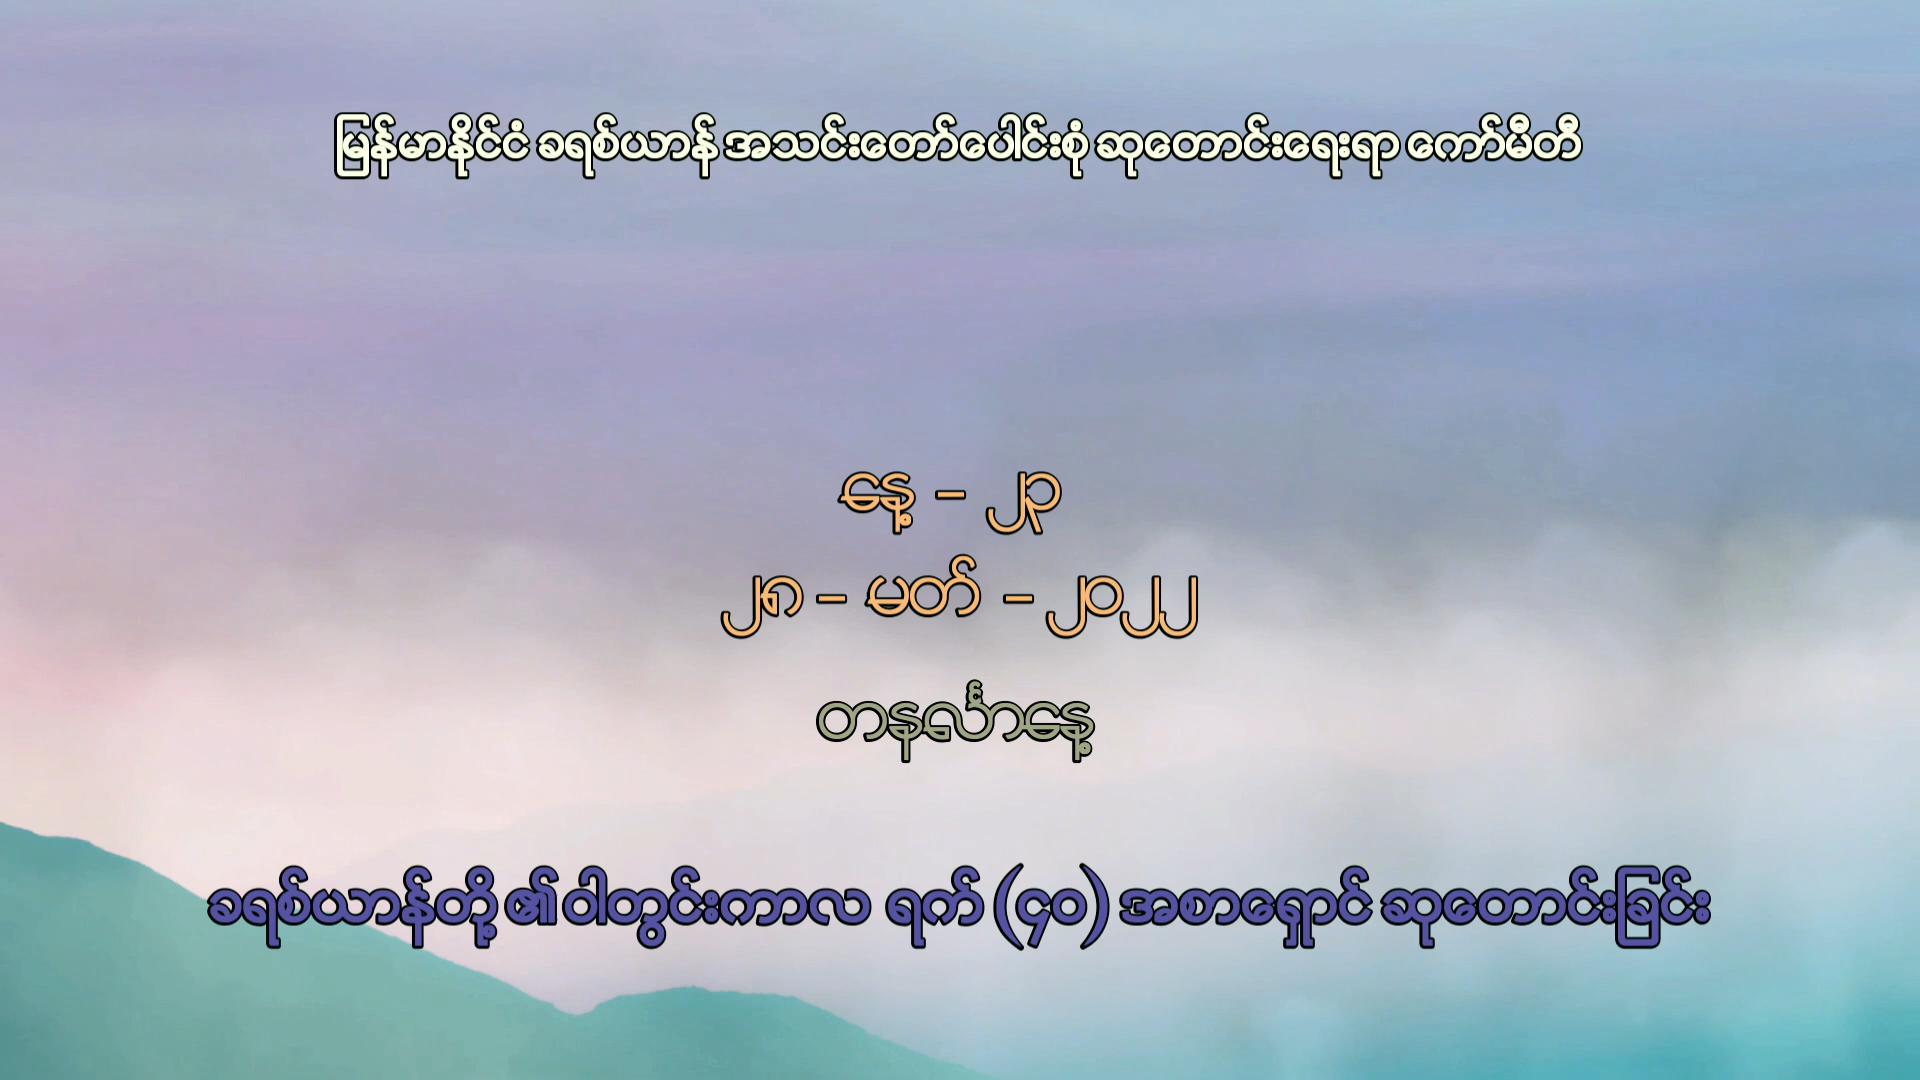 မြန်မာနိုင်ငံ ခရစ်ယာန် အသင်းတော်ပေါင်းစုံ ဆုတောင်းရေးရာ ကော်မီတီ
နေ့ – ၂၃
၂၈ – မတ် – ၂၀၂၂
တနင်္လာနေ့
ခရစ်ယာန်တို့ ၏ ဝါတွင်းကာလ ရက် (၄၀) အစာရှောင် ဆုတောင်းခြင်း